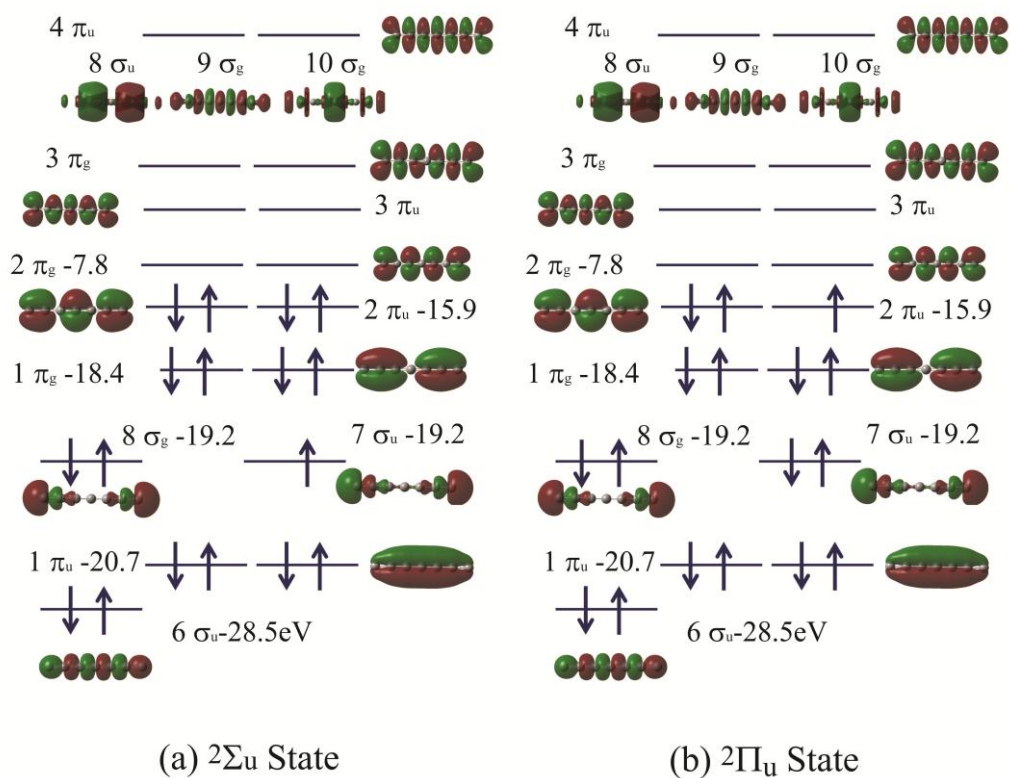 4 πᵤ
8 σᵤ 9 σg 10 σg
3 πg
3 πᵤ
2 πg -7.8
2 πᵤ -15.9
1 πg -18.4
8 σg -19.2 7 σᵤ -19.2
1 πᵤ -20.7
6 σᵤ-28.5eV
(a) ²Σᵤ State
4 πᵤ
8 σᵤ 9 σg 10 σg
3 πg
3 πᵤ
2 πg -7.8
2 πᵤ -15.9
1 πg -18.4
8 σg -19.2 7 σᵤ -19.2
1 πᵤ -20.7
6 σᵤ-28.5eV
(b) ²Πᵤ State